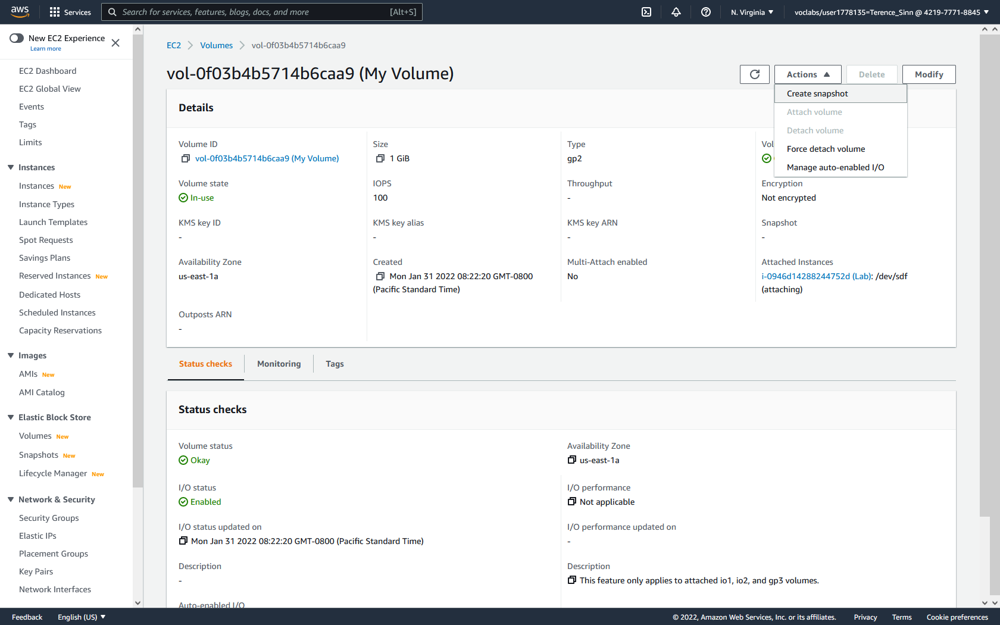 aws
Services
Search for services, features, blogs, docs, and more
[Alt+S]
N. Virginia
voclabs/user1778135=Terence_Sinn @ 4219-7771-8845
New EC2 Experience
Learn more
EC2 Dashboard
EC2 Global View
Events
Tags
Limits
Instances
Instances New
Instance Types
Launch Templates
Spot Requests
Savings Plans
Reserved Instances New
Dedicated Hosts
Scheduled Instances
Capacity Reservations
Images
AMIs New
AMI Catalog
Elastic Block Store
Volumes New
Snapshots New
Lifecycle Manager New
Network & Security
Security Groups
Elastic IPs
Placement Groups
Key Pairs
Network Interfaces
EC2 Volumes vol-0f03b4b5714b6caa9
vol-0f03b4b5714b6caa9 (My Volume)
Actions
Delete
Modify
Create snapshot
Attach volume
Detach volume
Force detach volume
Manage auto-enabled I/O
Details
Volume ID
vol-0f03b4b5714b6caa9 (My Volume)
Size
1 GiB
Type
gp2
Vol
Volume state
In-use
IOPS
100
Throughput
-
Encryption
Not encrypted
KMS key ID
-
KMS key alias
-
KMS key ARN
-
Snapshot
-
Availability Zone
us-east-1a
Created
Mon Jan 31 2022 08:22:20 GMT-0800
(Pacific Standard Time)
Multi-Attach enabled
No
Attached Instances
i-0946d14288244752d (Lab): /dev/sdf
(attaching)
Outposts ARN
-
Status checks
Monitoring
Tags
Status checks
Volume status
Okay
Availability Zone
us-east-1a
I/O status
Enabled
I/O performance
Not applicable
I/O status updated on
Mon Jan 31 2022 08:22:20 GMT-0800 (Pacific Standard Time)
I/O performance updated on
-
Description
-
Description
This feature only applies to attached io1, io2, and gp3 volumes.
Auto-enabled I/O
Feedback
English (US)
© 2022, Amazon Web Services, Inc. or its affiliates.
Privacy
Terms
Cookie preferences